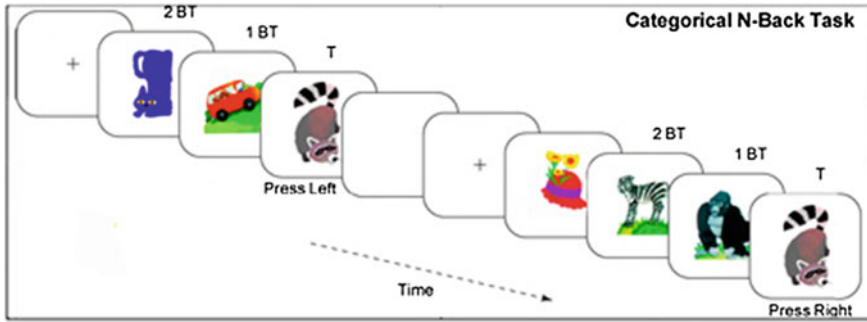 Categorical N-Back Task
2 BT
1 BT
T
Press Left
2 BT
1 BT
T
Time
Press Right